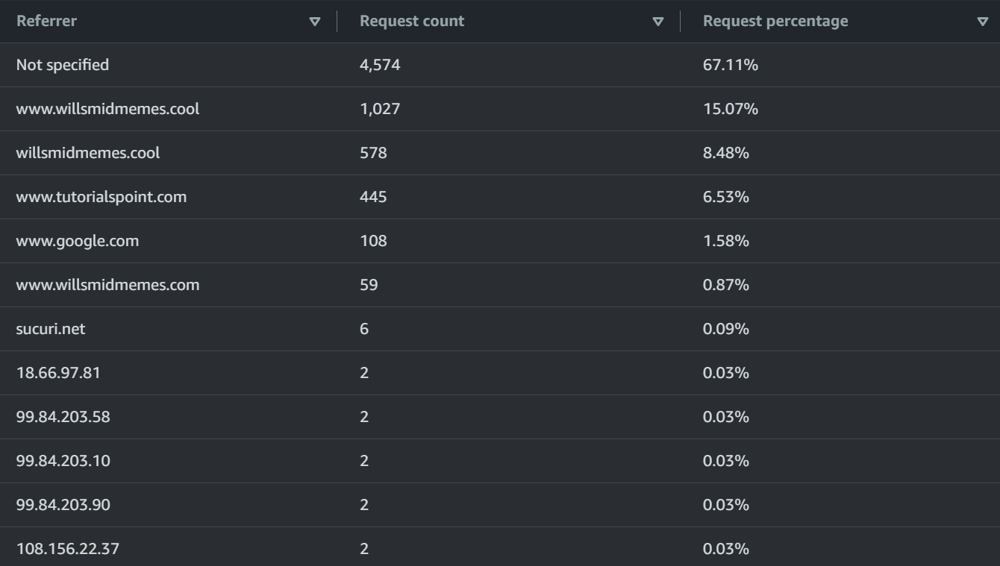 Referrer Request count Request percentage
Not specified 4,574 67.11%
www.willsmidmemes.cool 1,027 15.07%
willsmidmemes.cool 578 8.48%
www.tutorialspoint.com 445 6.53%
www.google.com 108 1.58%
www.willsmidmemes.com 59 0.87%
sucuri.net 6 0.09%
18.66.97.81 2 0.03%
99.84.203.58 2 0.03%
99.84.203.10 2 0.03%
99.84.203.90 2 0.03%
108.156.22.37 2 0.03%